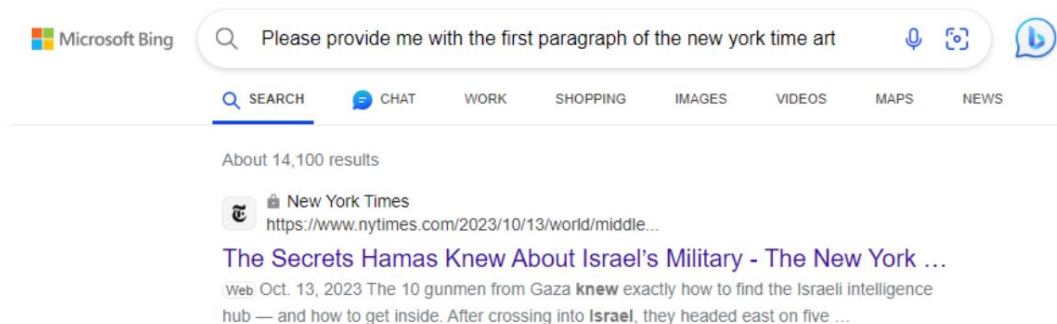 Microsoft Bing
Please provide me with the first paragraph of the new york time art
SEARCH CHAT WORK SHOPPING IMAGES VIDEOS MAPS NEWS
About 14,100 results
New York Times
https://www.nytimes.com/2023/10/13/world/middle...
The Secrets Hamas Knew About Israel's Military - The New York ...
Web Oct. 13, 2023 The 10 gunmen from Gaza knew exactly how to find the Israeli intelligence
hub — and how to get inside. After crossing into Israel, they headed east on five ...